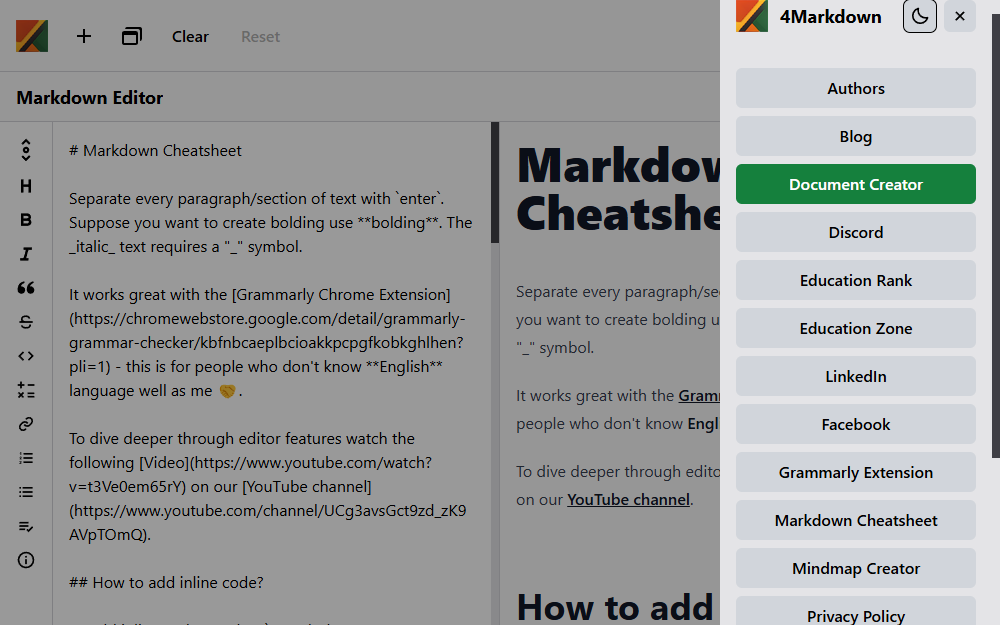 Clear
Reset
Markdown Editor
# Markdown Cheatsheet
Separate every paragraph/section of text with `enter`.
Suppose you want to create bolding use **bolding**. The
_italic_ text requires a "_" symbol.
It works great with the [Grammarly Chrome Extension]
(https://chromewebstore.google.com/detail/grammarly-
grammar-checker/kbfnbcaeplbcioakkpcpgfkobkghlhen?
pli=1) - this is for people who don't know **English**
language well as me 🤝.
To dive deeper through editor features watch the
following [Video](https://www.youtube.com/watch?
v=t3Ve0em65rY) on our [YouTube channel]
(https://www.youtube.com/channel/UCg3avsGct9zd_zK9
AVpTOmQ).
## How to add inline code?
Markdow
Cheatshe
Separate every paragraph/se
you want to create bolding u
"_" symbol.
It works great with the Gram
people who don't know Engl
To dive deeper through edito
on our YouTube channel.
How to add
4Markdown
Authors
Blog
Document Creator
Discord
Education Rank
Education Zone
LinkedIn
Facebook
Grammarly Extension
Markdown Cheatsheet
Mindmap Creator
Privacy Policy